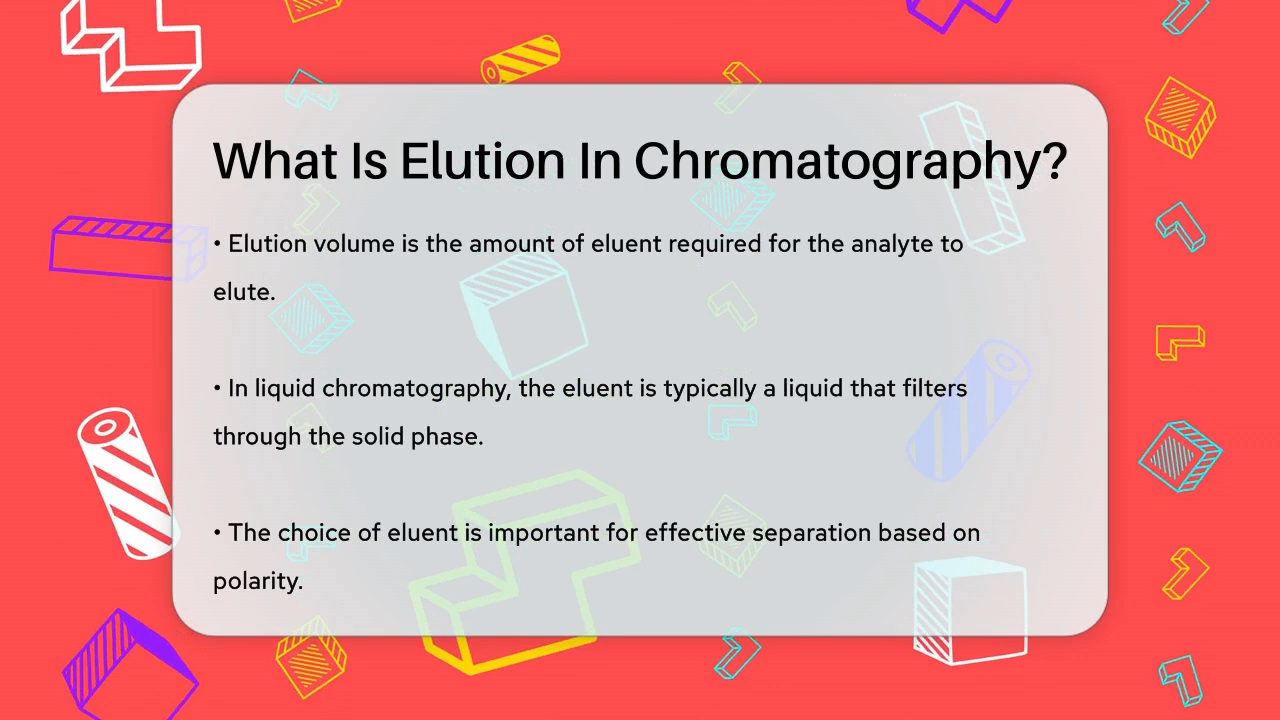 What Is Elution In Chromatography?
• Elution volume is the amount of eluent required for the analyte to
elute.
• In liquid chromatography, the eluent is typically a liquid that filters
through the solid phase.
• The choice of eluent is important for effective separation based on
polarity.